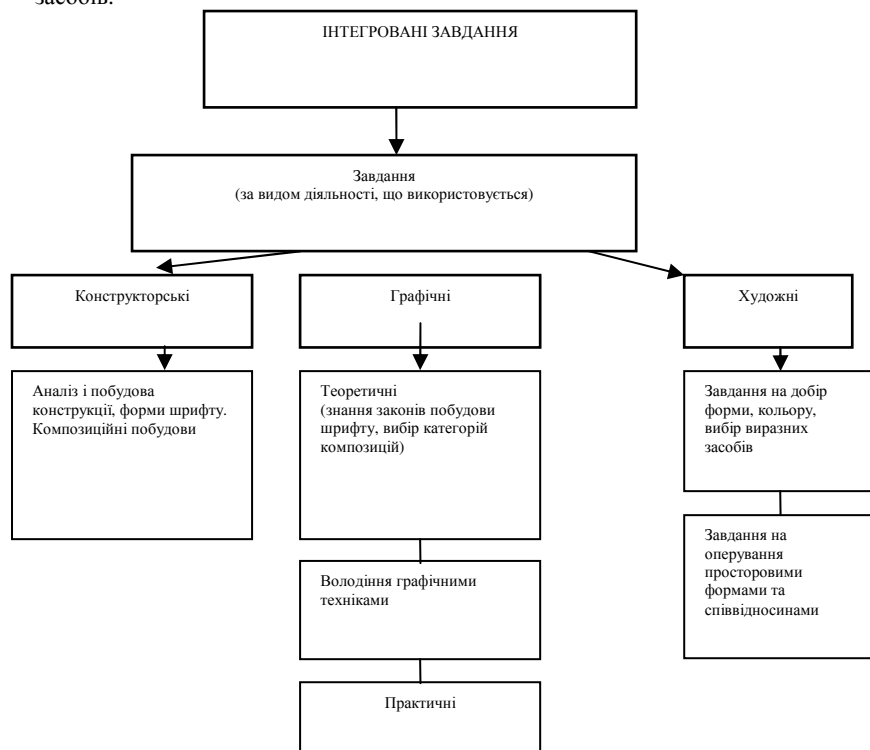 засобів.
ІНТЕГРОВАНІ ЗАВДАННЯ
Завдання
(за видом діяльності, що використовується)
Конструкторські
Графічні
Художні
Аналіз і побудова
конструкції, форми шрифту.
Композиційні побудови
Теоретичні
(знання законів побудови
шрифту, вибір категорій
композицій)
Завдання на добір
форми, кольору,
вибір виразних
засобів
Володіння графічними
техніками
Завдання на
оперування
просторовими
формами та
співвідносинами
Практичні